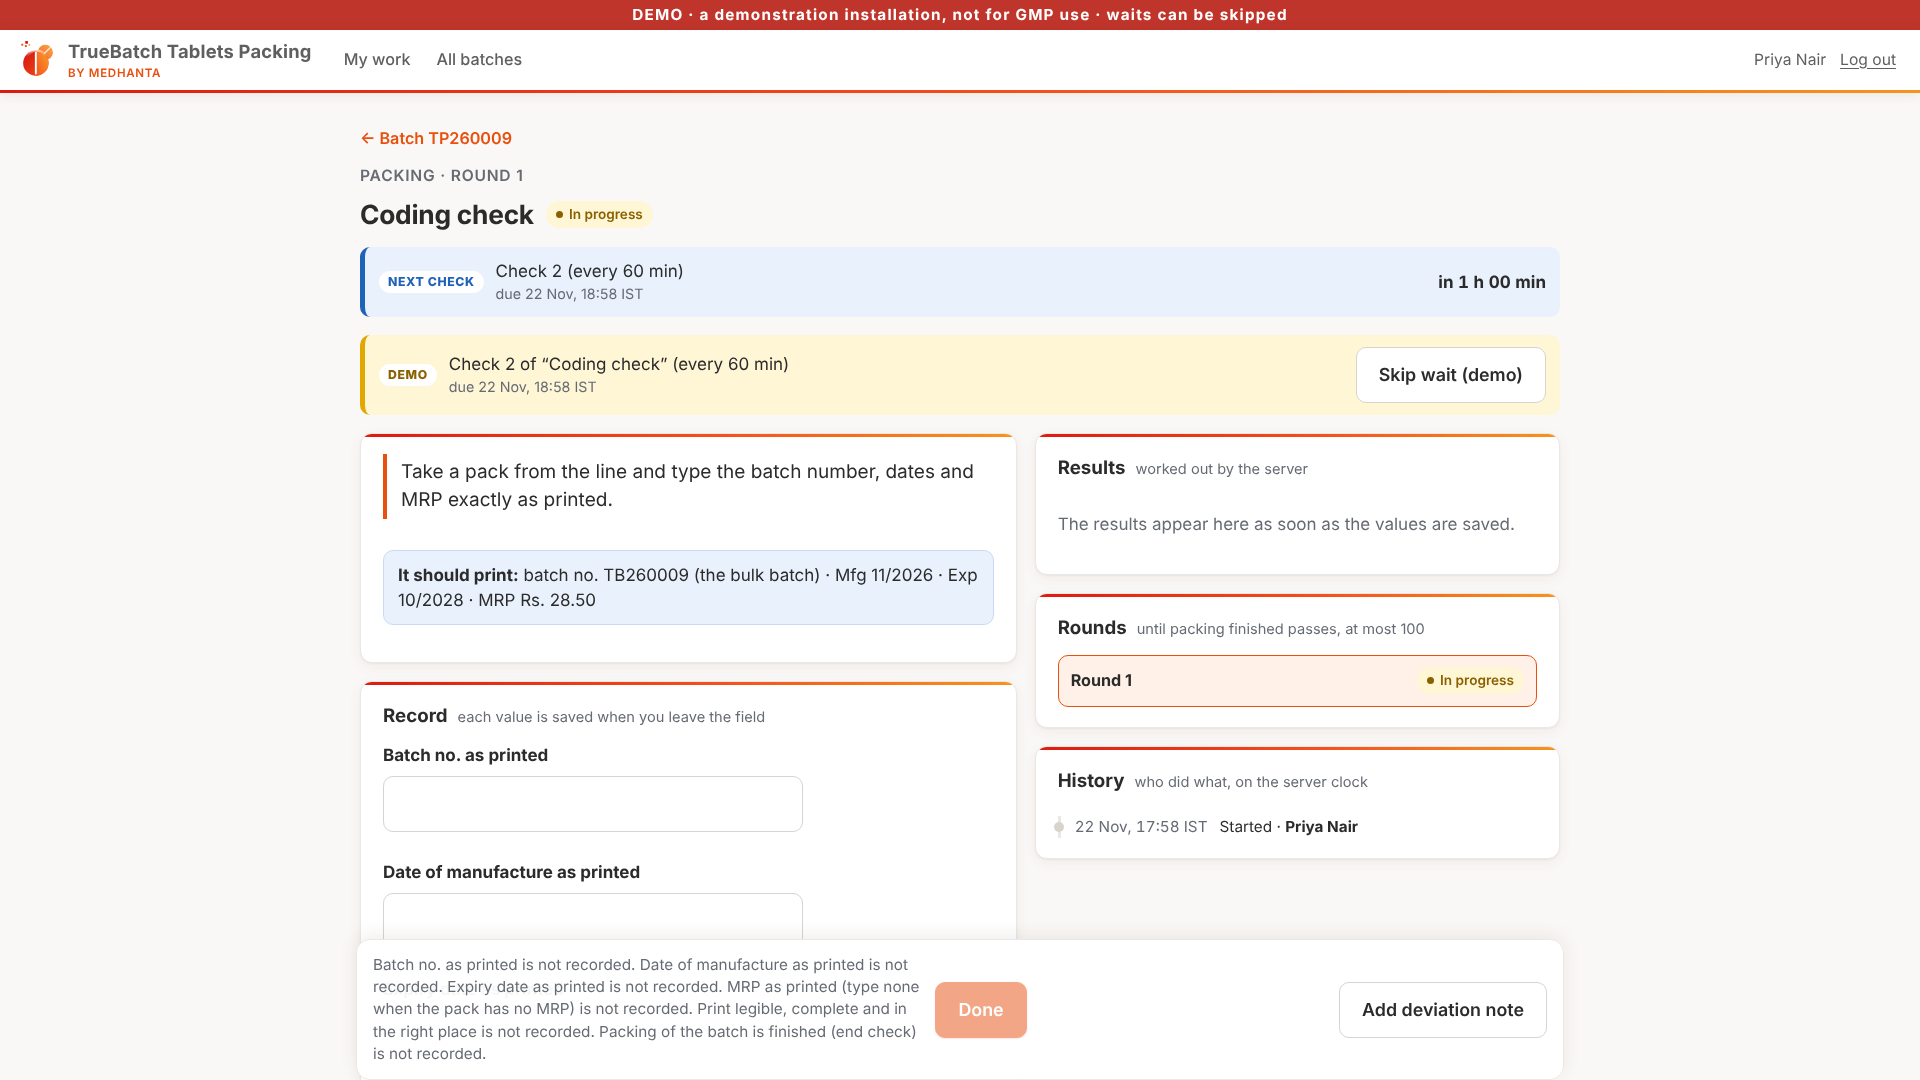 DEMO · a demonstration installation, not for GMP use · waits can be skipped
TrueBatch Tablets Packing
BY MEDHANTA
My work
All batches
Priya Nair
Log out
← Batch TP260009
PACKING · ROUND 1
Coding check
In progress
NEXT CHECK
Check 2 (every 60 min)
due 22 Nov, 18:58 IST
in 1 h 00 min
DEMO
Check 2 of “Coding check” (every 60 min)
due 22 Nov, 18:58 IST
Skip wait (demo)
Take a pack from the line and type the batch number, dates and
MRP exactly as printed.
It should print: batch no. TB260009 (the bulk batch) · Mfg 11/2026 · Exp
10/2028 · MRP Rs. 28.50
Record each value is saved when you leave the field
Batch no. as printed
Date of manufacture as printed
Results worked out by the server
The results appear here as soon as the values are saved.
Rounds until packing finished passes, at most 100
Round 1
In progress
History who did what, on the server clock
22 Nov, 17:58 IST Started · Priya Nair
Batch no. as printed is not recorded. Date of manufacture as printed is not
recorded. Expiry date as printed is not recorded. MRP as printed (type none
when the pack has no MRP) is not recorded. Print legible, complete and in
the right place is not recorded. Packing of the batch is finished (end check)
is not recorded.
Done
Add deviation note